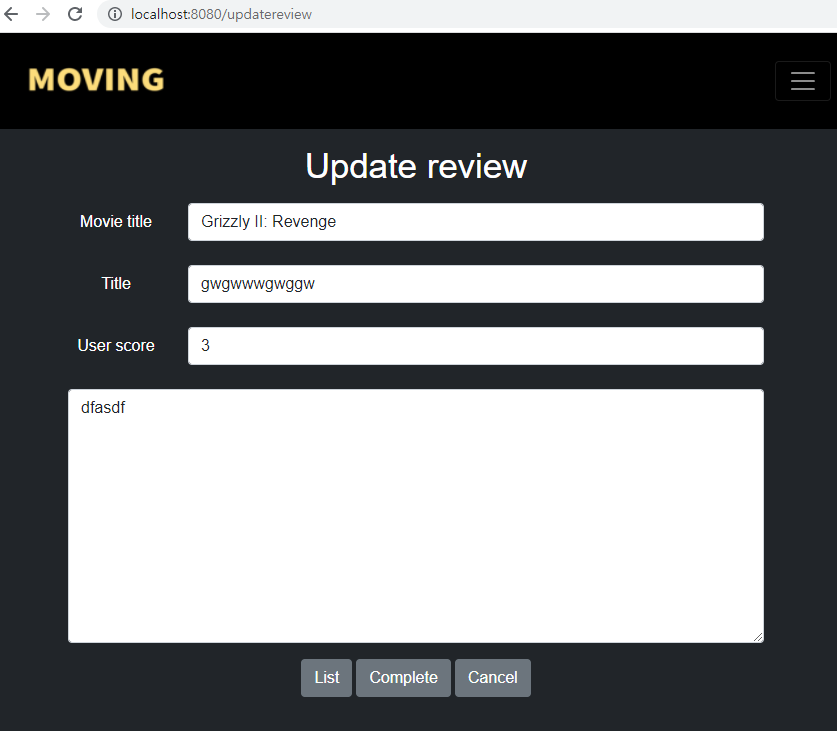 localhost:8080/updatereview
MOVING
Update review
Movie title Grizzly II: Revenge
Title gwgwwwgwggw
User score 3
dfasdf
List Complete Cancel